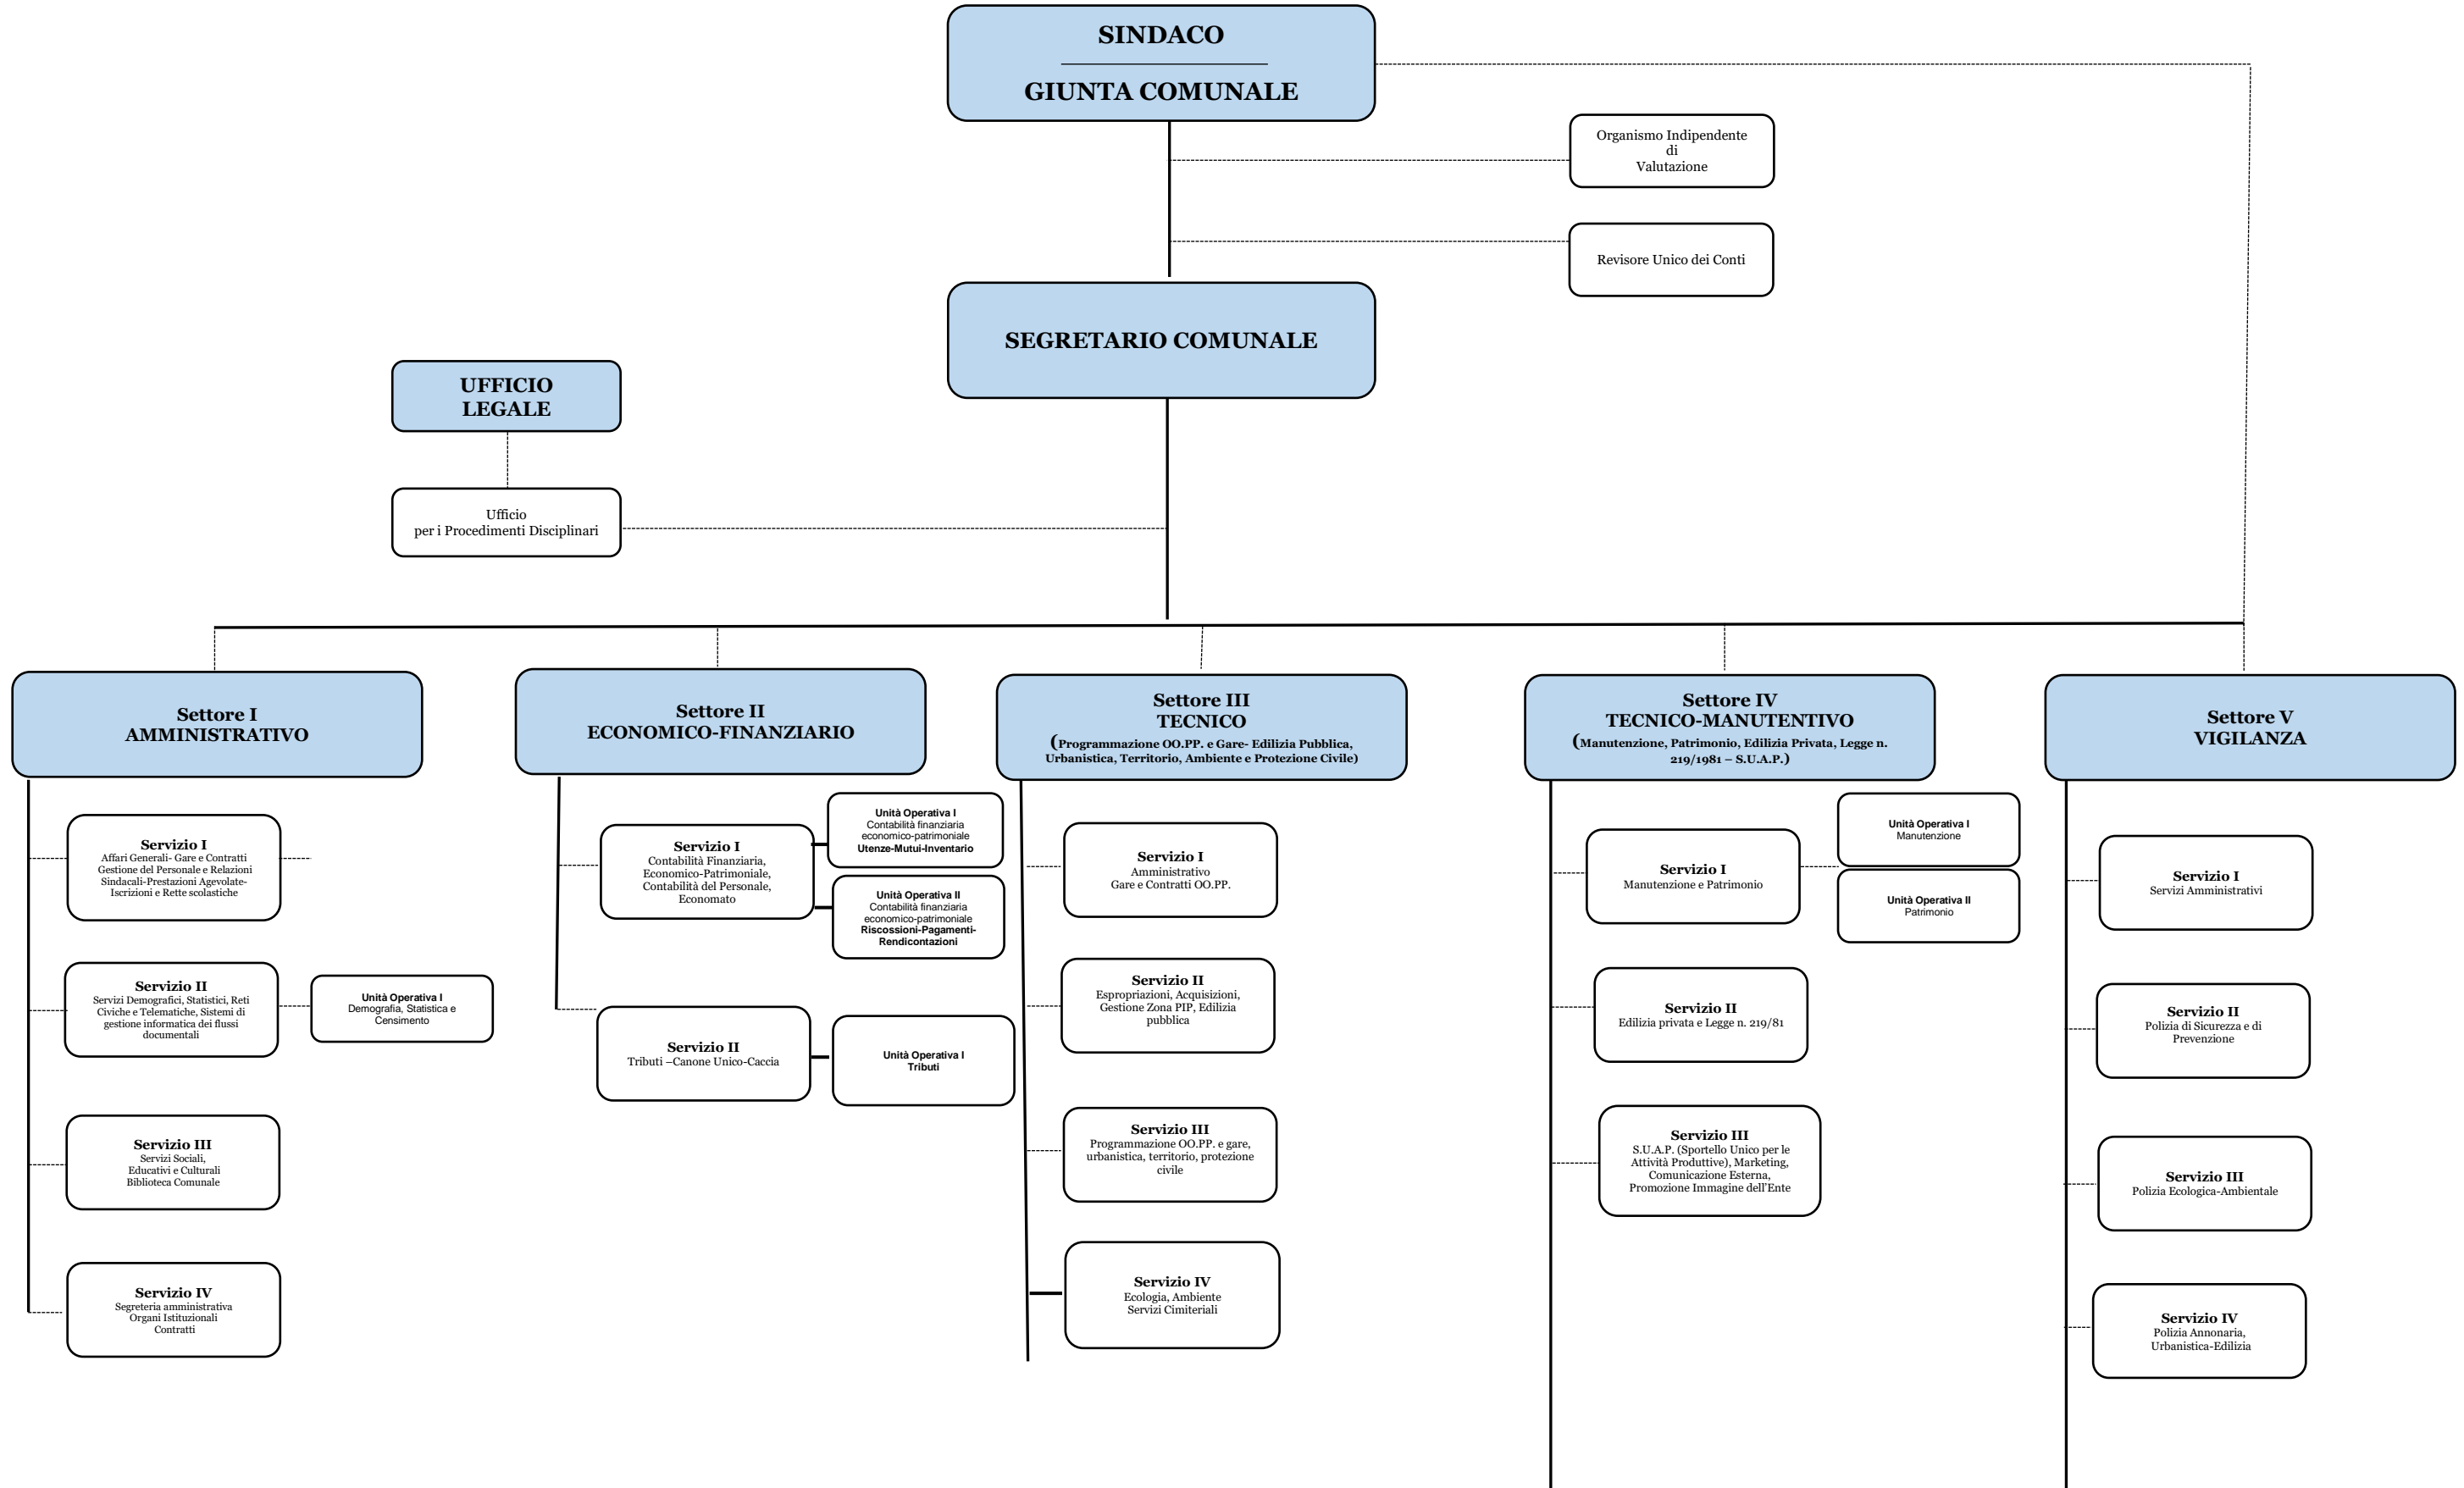 SINDACO
GIUNTA COMUNALE
Organismo Indipendente
di
Valutazione
Revisore Unico dei Conti
SEGRETARIO COMUNALE
UFFICIO
LEGALE
Ufficio
per i Procedimenti Disciplinari
Settore I
AMMINISTRATIVO
Servizio I
Affari Generali- Gare e Contratti
Gestione del Personale e Relazioni
Sindacali-Prestazioni Agevolate-
Iscrizioni e Rette scolastiche
Servizio II
Servizi Demografici, Statistici, Reti
Civiche e Telematiche, Sistemi di
gestione informatica dei flussi
documentali
Unità Operativa I
Demografia, Statistica e
Censimento
Servizio III
Servizi Sociali,
Educativi e Culturali
Biblioteca Comunale
Servizio IV
Segreteria amministrativa
Organi Istituzionali
Contratti
Settore II
ECONOMICO-FINANZIARIO
Servizio I
Contabilità Finanziaria,
Economico-Patrimoniale,
Contabilità del Personale,
Economato
Unità Operativa I
Contabilità finanziaria
economico-patrimoniale
Utenze-Mutui-Inventario
Unità Operativa II
Contabilità finanziaria
economico-patrimoniale
Riscossioni-Pagamenti-
Rendicontazioni
Servizio II
Tributi –Canone Unico-Caccia
Unità Operativa I
Tributi
Settore III
TECNICO
(Programmazione OO.PP. e Gare- Edilizia Pubblica,
Urbanistica, Territorio, Ambiente e Protezione Civile)
Servizio I
Amministrativo
Gare e Contratti OO.PP.
Servizio II
Espropriazioni, Acquisizioni,
Gestione Zona PIP, Edilizia
pubblica
Servizio III
Programmazione OO.PP. e gare,
urbanistica, territorio, protezione
civile
Servizio IV
Ecologia, Ambiente
Servizi Cimiteriali
Settore IV
TECNICO-MANUTENTIVO
(Manutenzione, Patrimonio, Edilizia Privata, Legge n.
219/1981 – S.U.A.P.)
Servizio I
Manutenzione e Patrimonio
Unità Operativa I
Manutenzione
Unità Operativa II
Patrimonio
Servizio II
Edilizia privata e Legge n. 219/81
Servizio III
S.U.A.P. (Sportello Unico per le
Attività Produttive), Marketing,
Comunicazione Esterna,
Promozione Immagine dell'Ente
Settore V
VIGILANZA
Servizio I
Servizi Amministrativi
Servizio II
Polizia di Sicurezza e di
Prevenzione
Servizio III
Polizia Ecologica-Ambientale
Servizio IV
Polizia Annonaria,
Urbanistica-Edilizia